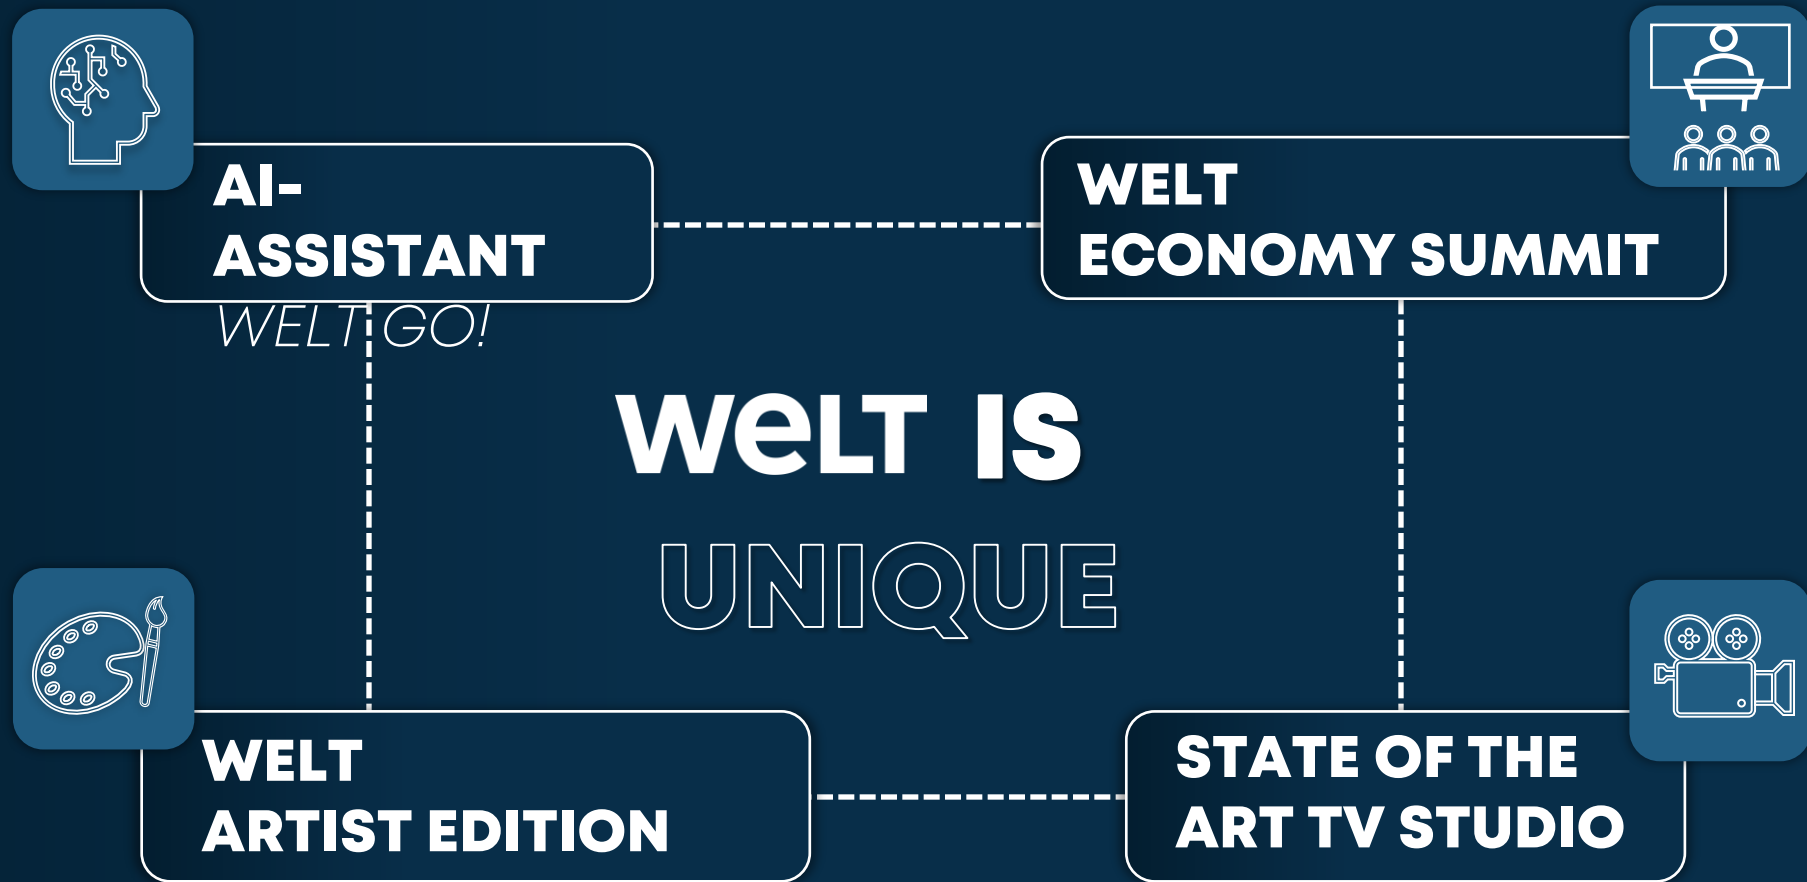 AI-
ASSISTANT
WELT GO!
WELT
ECONOMY SUMMIT
WeLT IS
UNIQUE
WELT
ARTIST EDITION
STATE OF THE
ART TV STUDIO